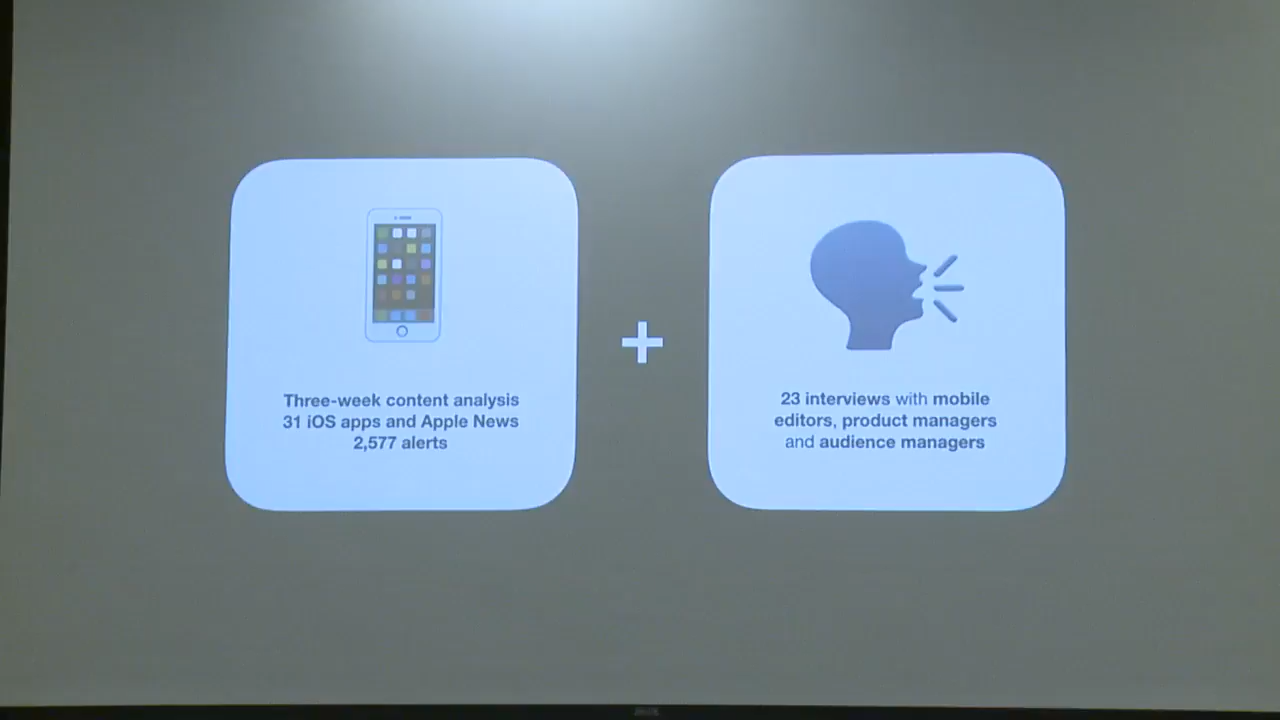 Three-week content analysis
31 iOS apps and Apple News
2,577 alerts
+
23 interviews with mobile
editors, product managers
and audience managers